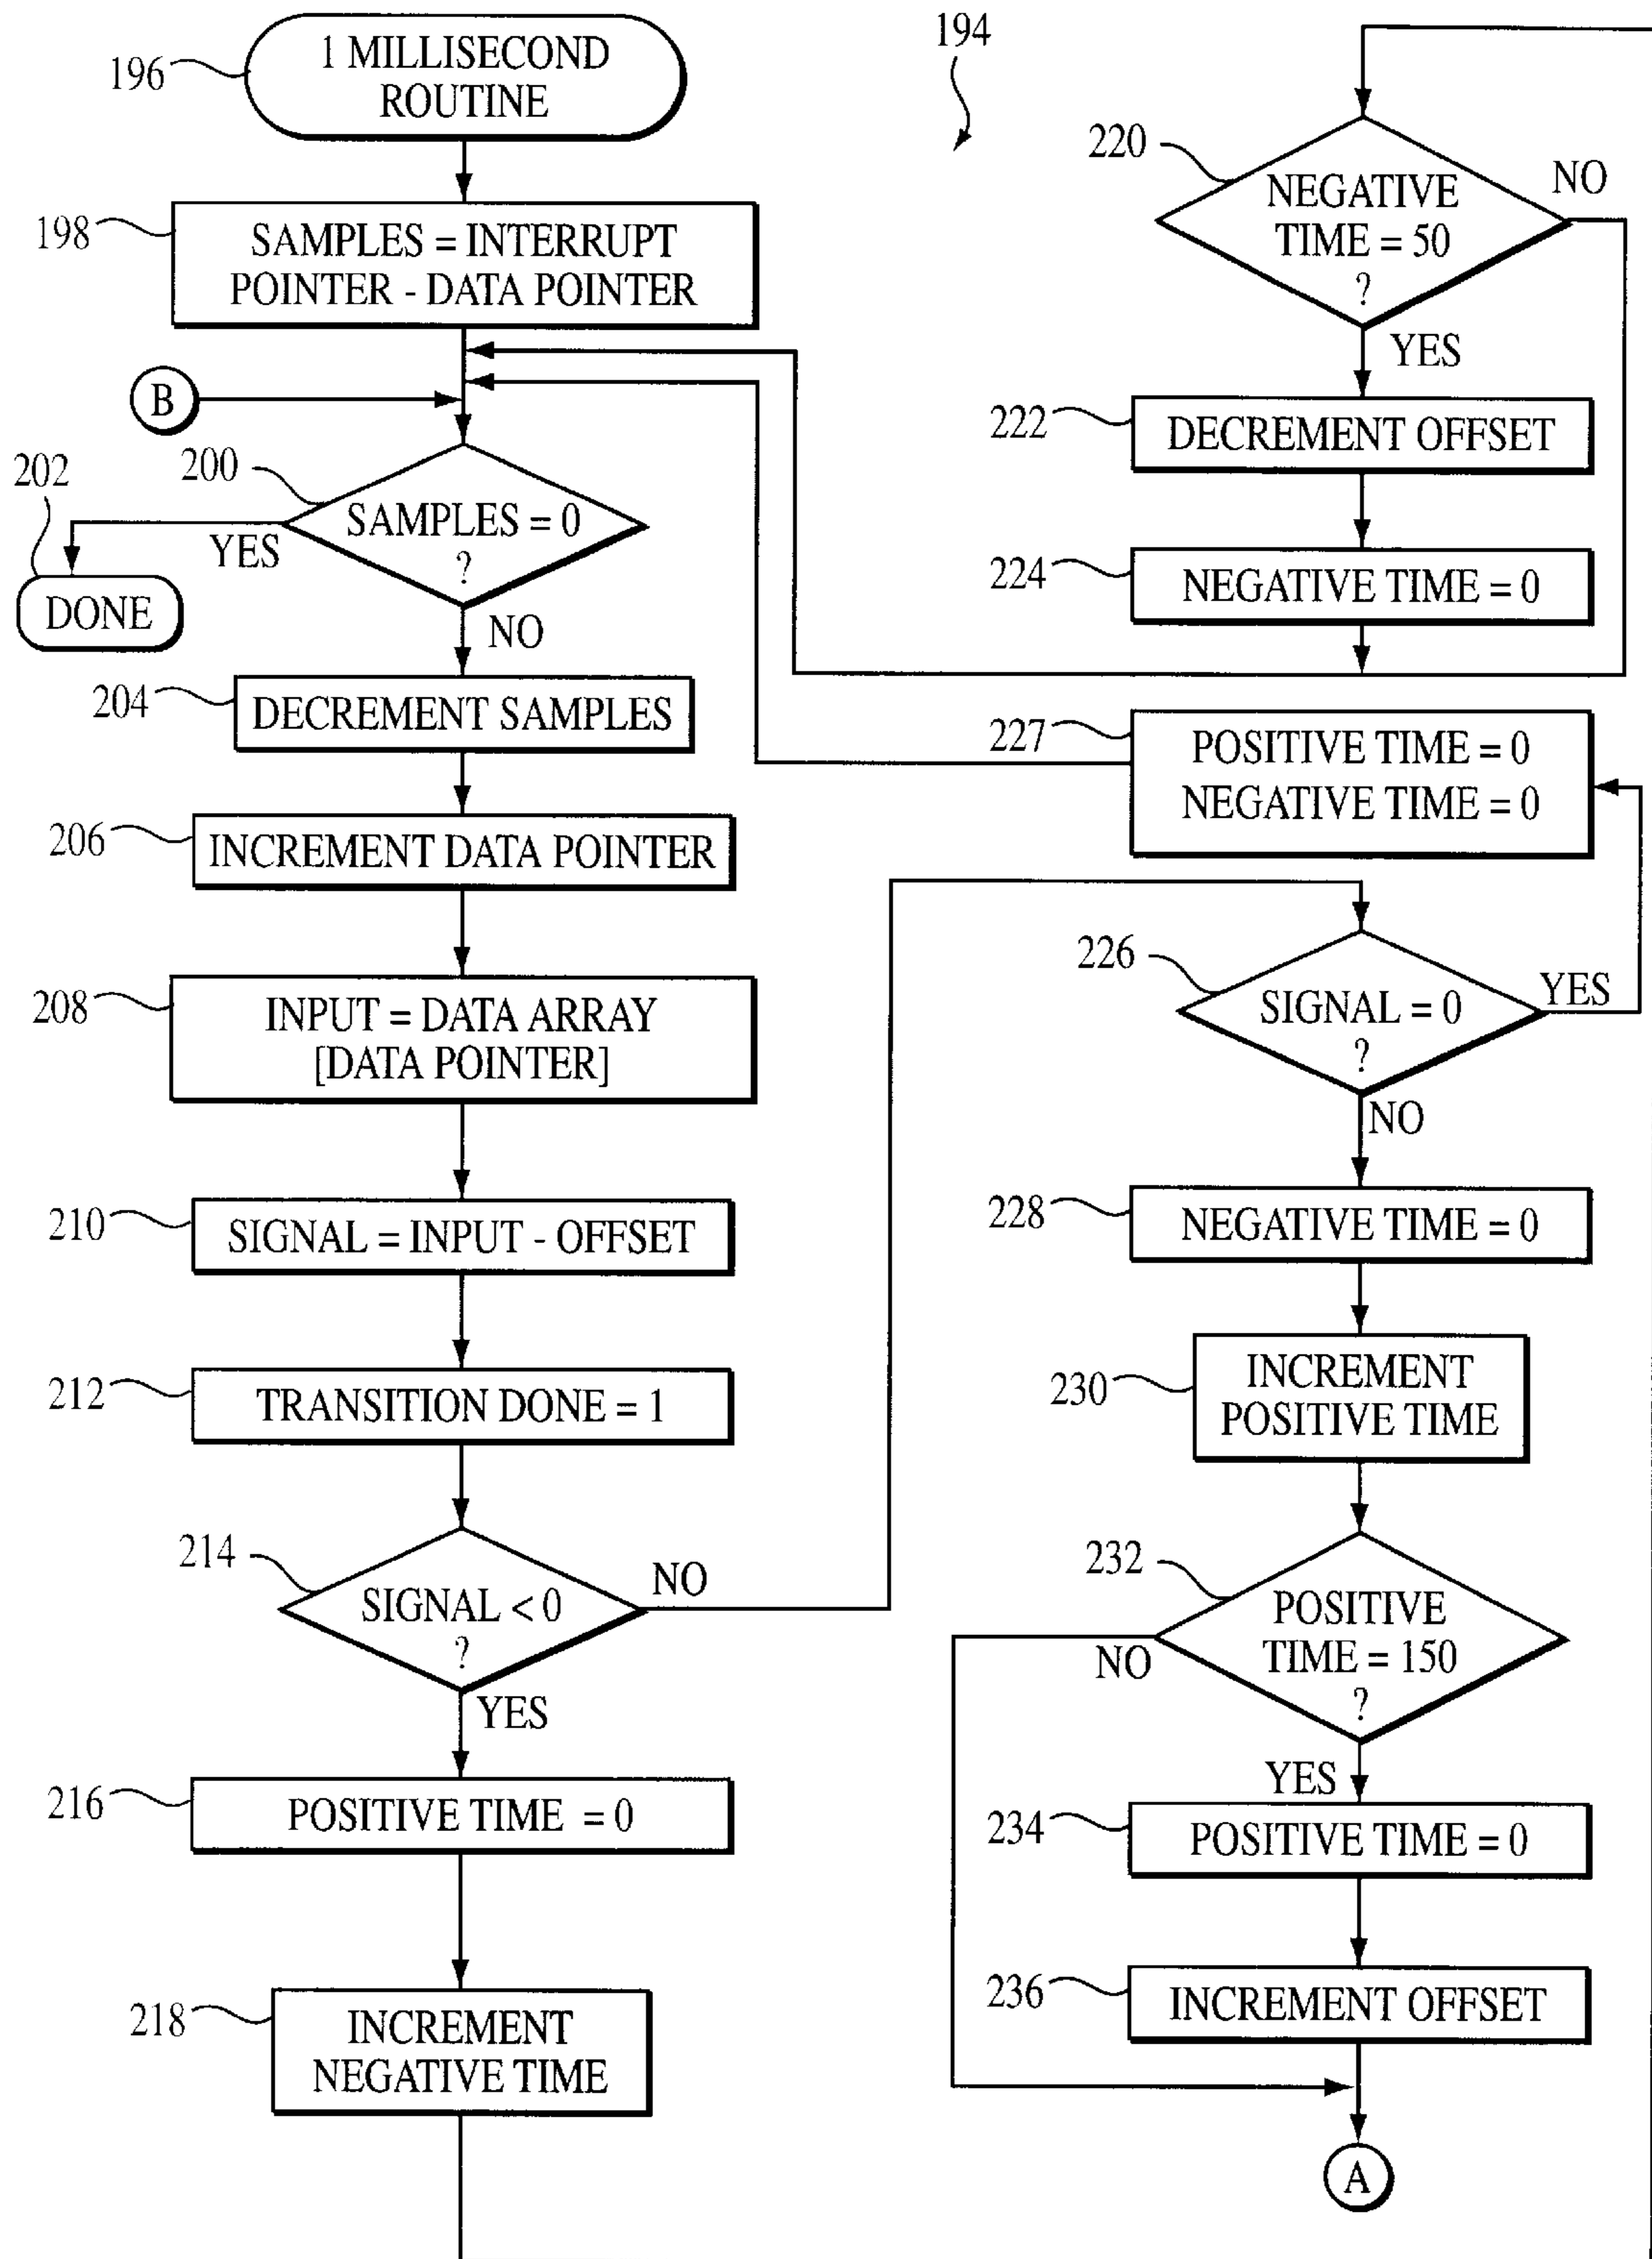 196
1 MILLISECOND
ROUTINE
198
SAMPLES = INTERRUPT
POINTER - DATA POINTER
B
200
SAMPLES = 0
?
YES
NO
202
DONE
204
DECREMENT SAMPLES
206
INCREMENT DATA POINTER
208
INPUT = DATA ARRAY
[DATA POINTER]
210
SIGNAL = INPUT - OFFSET
212
TRANSITION DONE = 1
214
SIGNAL < 0
?
NO
YES
216
POSITIVE TIME = 0
218
INCREMENT
NEGATIVE TIME
194
220
NEGATIVE
TIME = 50
?
NO
YES
222
DECREMENT OFFSET
224
NEGATIVE TIME = 0
227
POSITIVE TIME = 0
NEGATIVE TIME = 0
226
SIGNAL = 0
?
YES
NO
228
NEGATIVE TIME = 0
230
INCREMENT
POSITIVE TIME
232
POSITIVE
TIME = 150
?
NO
YES
234
POSITIVE TIME = 0
236
INCREMENT OFFSET
A